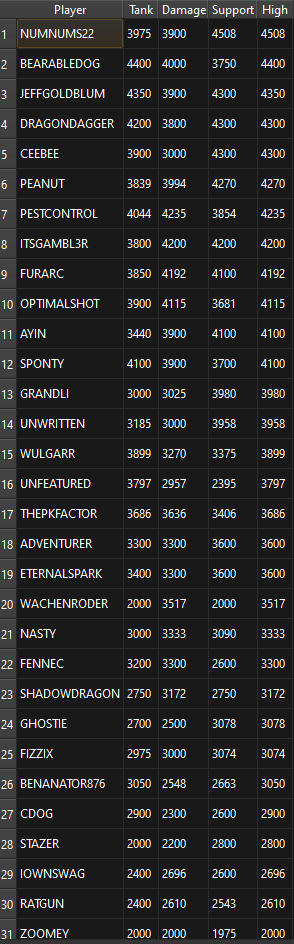 Player Tank Damage Support High
1 NUMNUMS22 3975 3900 4508 4508
2 BEARABLEDOG 4400 4000 3750 4400
3 JEFFGOLDBLUM 4350 3900 4300 4350
4 DRAGONDAGGER 4200 3800 4300 4300
5 CEEBEE 3900 3000 4300 4300
6 PEANUT 3839 3994 4270 4270
7 PESTCONTROL 4044 4235 3854 4235
8 ITSGAMBL3R 3800 4200 4200 4200
9 FURARC 3850 4192 4100 4192
10 OPTIMALSHOT 3900 4115 3681 4115
11 AYIN 3440 3900 4100 4100
12 SPONTY 4100 3900 3700 4100
13 GRANDLI 3000 3025 3980 3980
14 UNWRITTEN 3185 3000 3958 3958
15 WULGARR 3899 3270 3375 3899
16 UNFEATURED 3797 2957 2395 3797
17 THEPKFACTOR 3686 3636 3406 3686
18 ADVENTURER 3300 3300 3600 3600
19 ETERNALSPARK 3400 3300 3600 3600
20 WACHENRODER 2000 3517 2000 3517
21 NASTY 3000 3333 3090 3333
22 FENNEC 3200 3300 2600 3300
23 SHADOWDRAGON 2750 3172 2750 3172
24 GHOSTIE 2700 2500 3078 3078
25 FIZZIX 2975 3000 3074 3074
26 BENANATOR876 3050 2548 2663 3050
27 CDOG 2900 2300 2600 2900
28 STAZER 2000 2200 2800 2800
29 IOWNSWAG 2400 2696 2600 2696
30 RATGUN 2400 2610 2543 2610
31 ZOOMEY 2000 2000 1975 2000